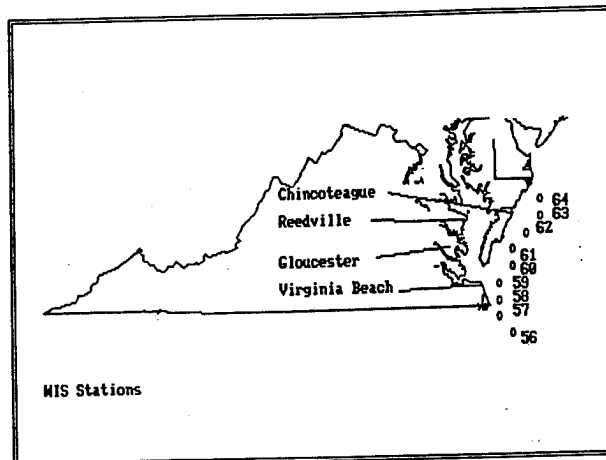 Chincoteague
Reedville
Gloucester
Virginia Beach
64
63
62
61
60
59
58
57
56
WIS Stations